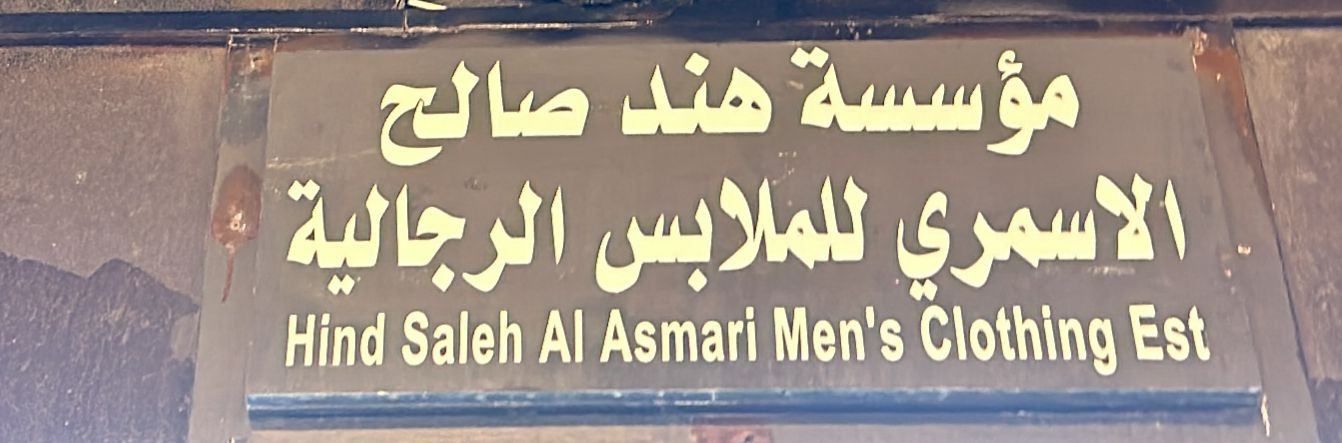 مؤسسة هند صالح
الاسمري للملابس الرجالية
Hind Saleh Al Asmari Men's Clothing Est